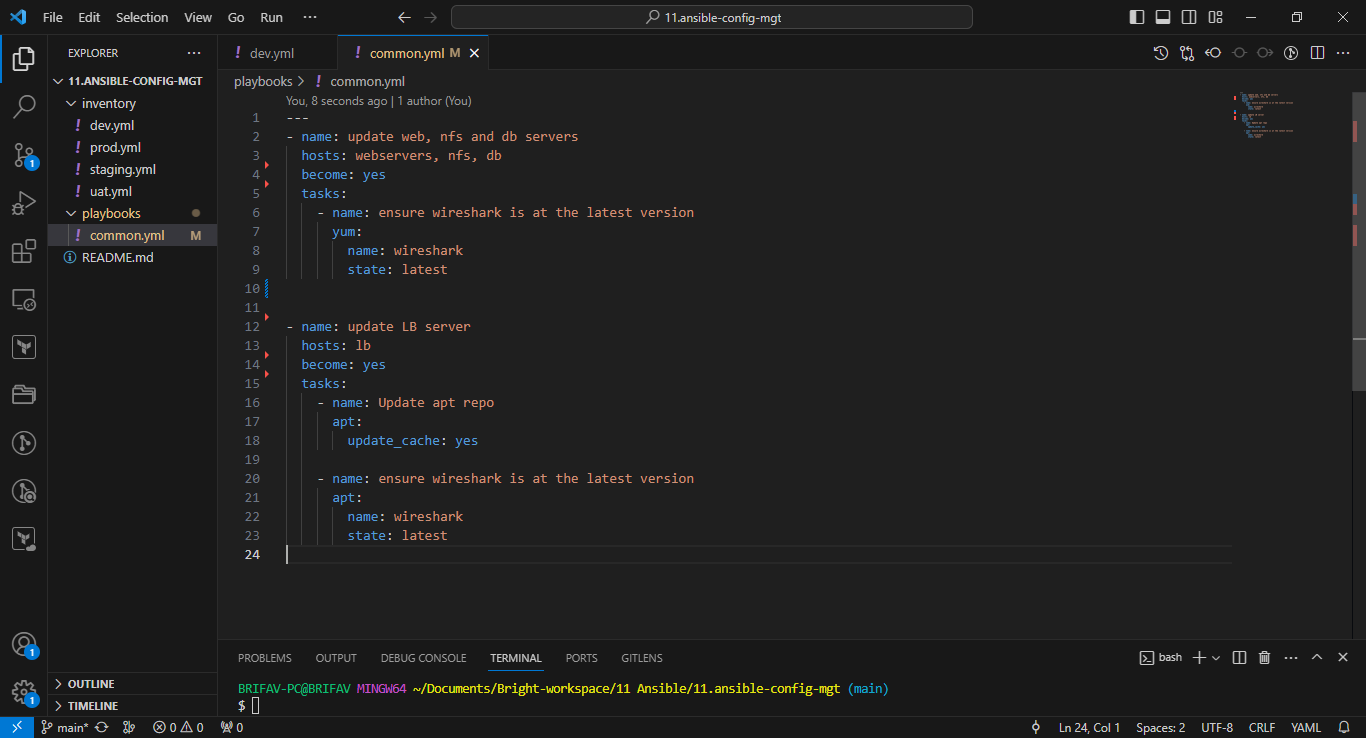 File Edit Selection View Go Run ··· 11.ansible-config-mgt
EXPLORER ···
11.ANSIBLE-CONFIG-MGT
inventory
! dev.yml
! prod.yml
! staging.yml
! uat.yml
playbooks
! common.yml M
README.md
OUTLINE
TIMELINE
! dev.yml ! common.yml M
playbooks > ! common.yml
You, 8 seconds ago | 1 author (You)
1 ---
2 - name: update web, nfs and db servers
3 hosts: webservers, nfs, db
4 become: yes
5 tasks:
6 - name: ensure wireshark is at the latest version
7 yum:
8 name: wireshark
9 state: latest
10
11
12 - name: update LB server
13 hosts: lb
14 become: yes
15 tasks:
16 - name: Update apt repo
17 apt:
18 update_cache: yes
19
20 - name: ensure wireshark is at the latest version
21 apt:
22 name: wireshark
23 state: latest
24
PROBLEMS OUTPUT DEBUG CONSOLE TERMINAL PORTS GITLENS bash
BRIFAV-PC@BRIFAV MINGW64 ~/Documents/Bright-workspace/11 Ansible/11.ansible-config-mgt (main)
$
1
1
1
main* 0 0 0 Ln 24, Col 1 Spaces: 2 UTF-8 CRLF YAML